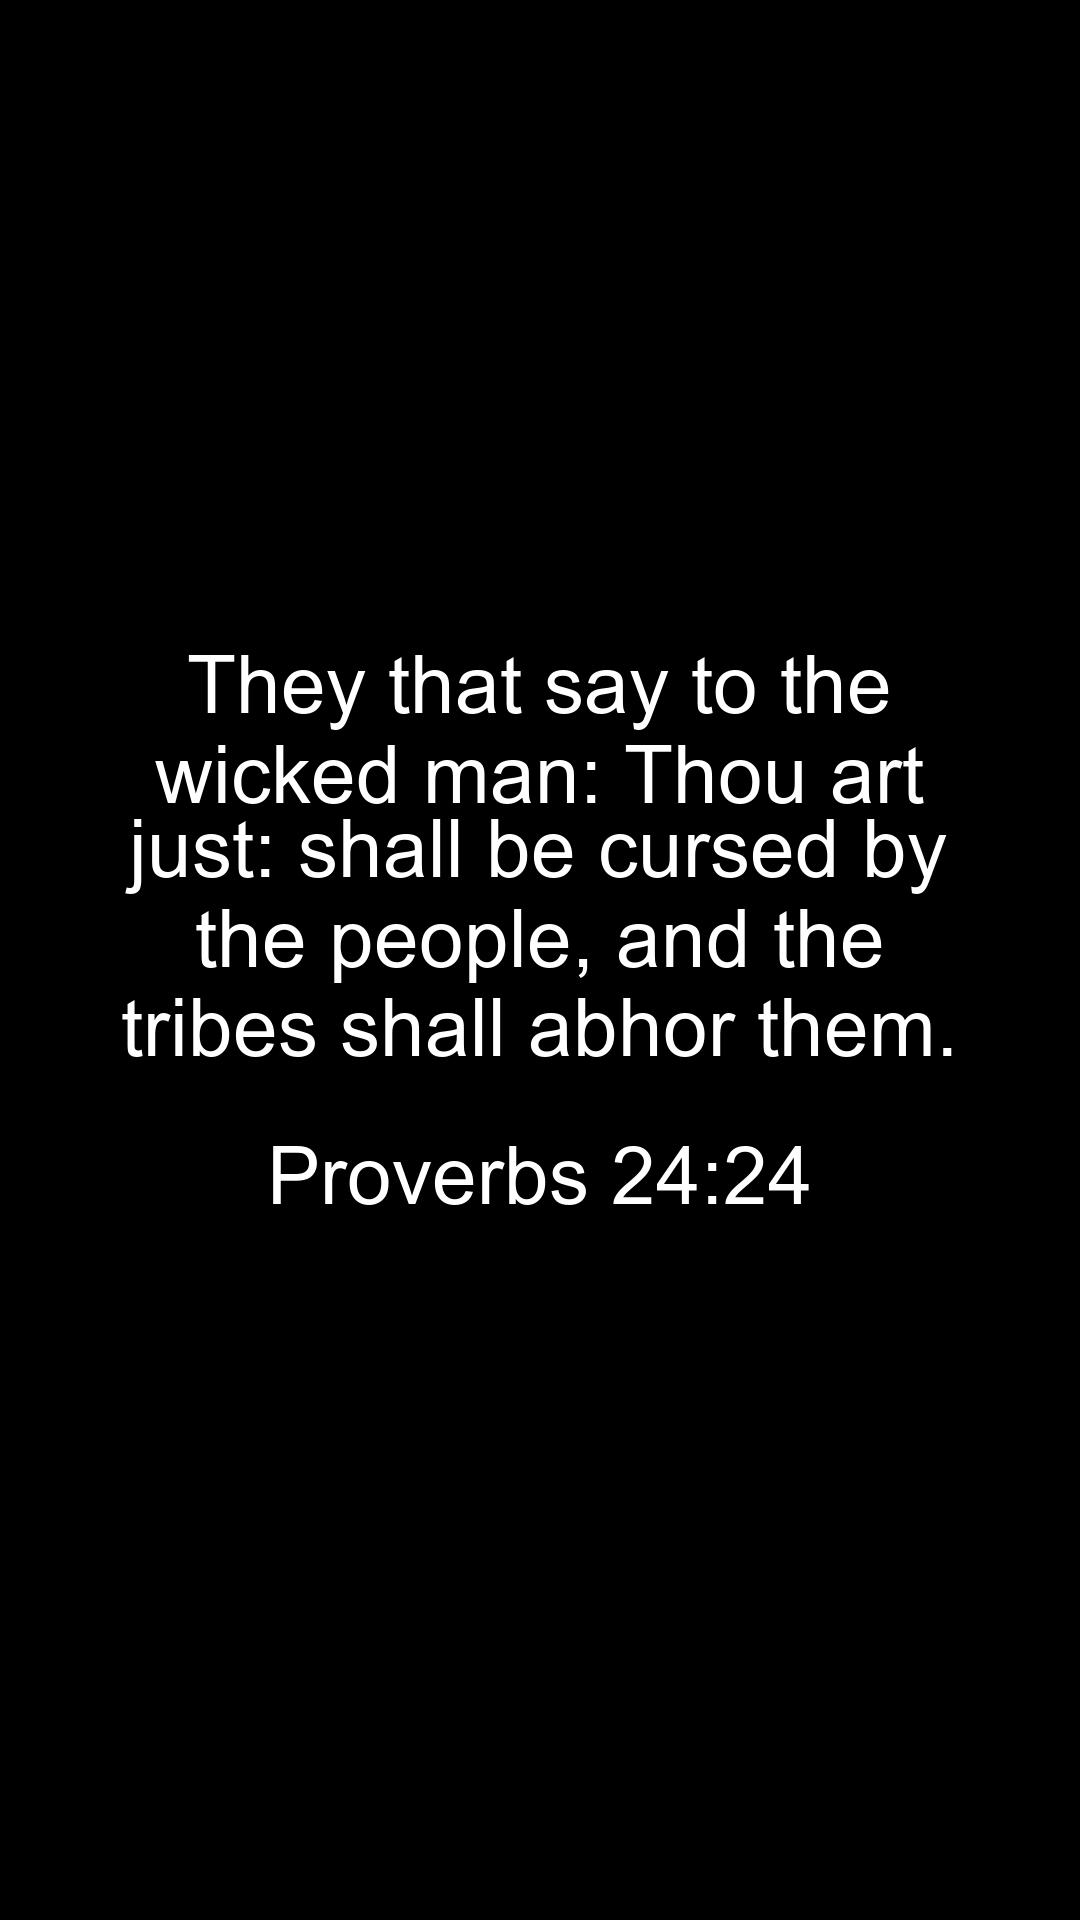 They that say to the
wicked man: Thou art
just: shall be cursed by
the people, and the
tribes shall abhor them.
Proverbs 24:24